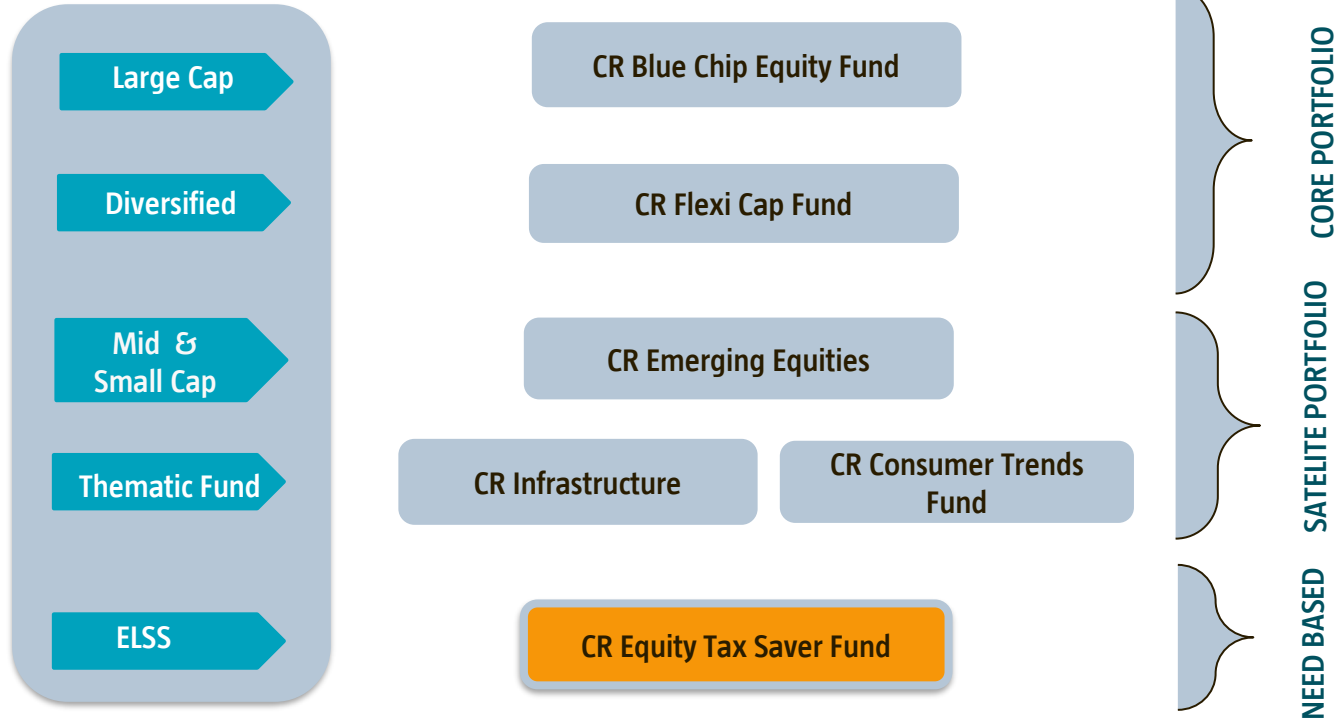 Large Cap
CR Blue Chip Equity Fund
CORE PORTFOLIO
Diversified
CR Flexi Cap Fund
Mid &
Small Cap
CR Emerging Equities
SATELITE PORTFOLIO
Thematic Fund
CR Infrastructure
CR Consumer Trends
Fund
ELSS
CR Equity Tax Saver Fund
NEED BASED